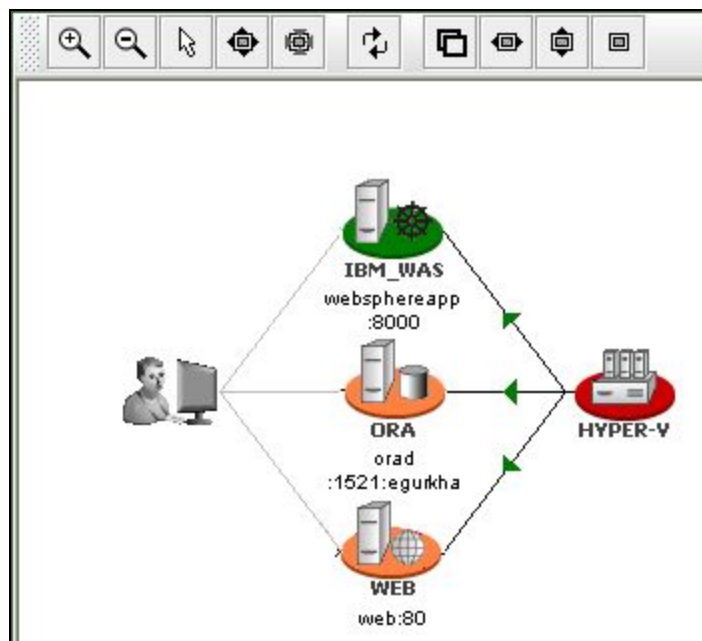 IBM_WAS
websphereapp
:8000
ORA
orad
:1521:egurkha
HYPER-V
WEB
web:80